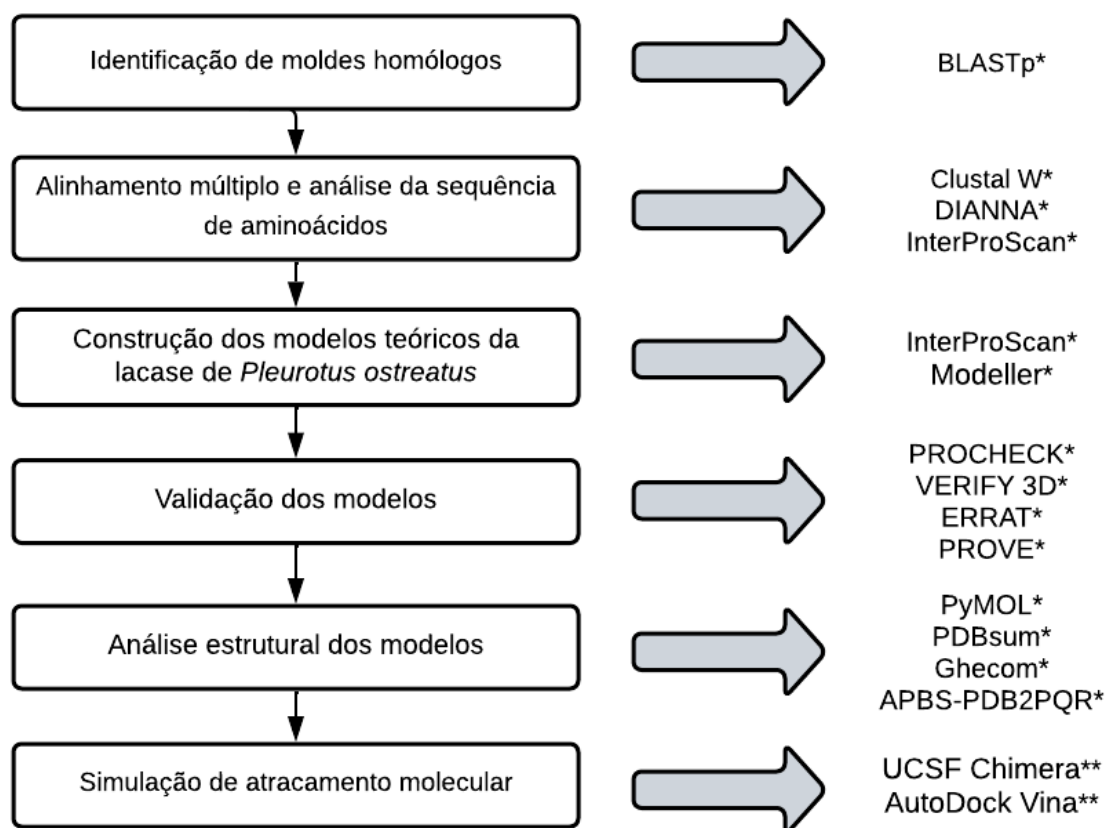 Identificação de moldes homólogos
BLASTp*
Alinhamento múltiplo e análise da sequência
de aminoácidos
Clustal W*
DIANNA*
InterProScan*
Construção dos modelos teóricos da
lacase de Pleurotus ostreatus
InterProScan*
Modeller*
Validação dos modelos
PROCHECK*
VERIFY 3D*
ERRAT*
PROVE*
Análise estrutural dos modelos
PyMOL*
PDBsum*
Ghecom*
APBS-PDB2PQR*
Simulação de atracamento molecular
UCSF Chimera**
AutoDock Vina**